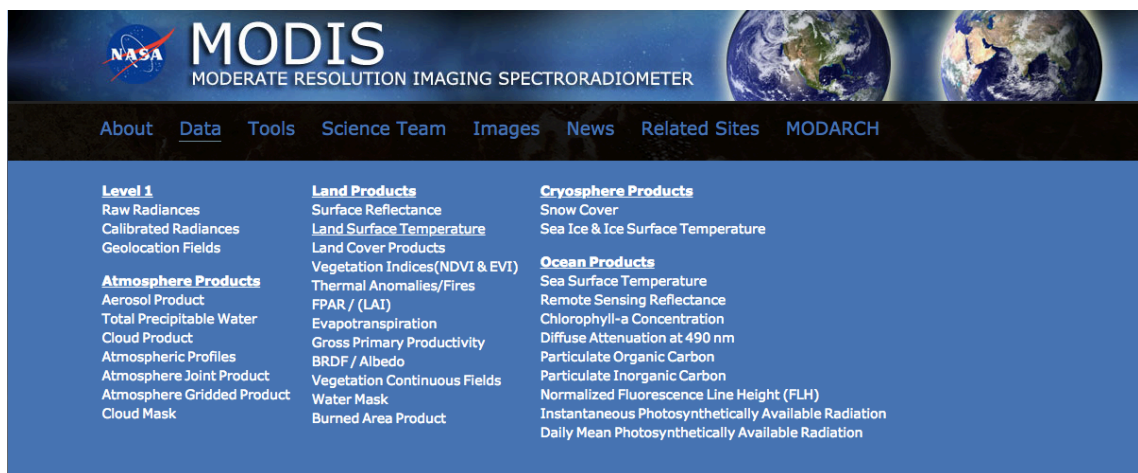 NASA
MODIS
MODERATE RESOLUTION IMAGING SPECTRORADIOMETER
About Data Tools Science Team Images News Related Sites MODARCH
Level 1
Raw Radiances
Calibrated Radiances
Geolocation Fields
Atmosphere Products
Aerosol Product
Total Precipitable Water
Cloud Product
Atmospheric Profiles
Atmosphere Joint Product
Atmosphere Gridded Product
Cloud Mask
Land Products
Surface Reflectance
Land Surface Temperature
Land Cover Products
Vegetation Indices(NDVI & EVI)
Thermal Anomalies/Fires
FPAR / (LAI)
Evapotranspiration
Gross Primary Productivity
BRDF / Albedo
Vegetation Continuous Fields
Water Mask
Burned Area Product
Cryosphere Products
Snow Cover
Sea Ice & Ice Surface Temperature
Ocean Products
Sea Surface Temperature
Remote Sensing Reflectance
Chlorophyll-a Concentration
Diffuse Attenuation at 490 nm
Particulate Organic Carbon
Particulate Inorganic Carbon
Normalized Fluorescence Line Height (FLH)
Instantaneous Photosynthetically Available Radiation
Daily Mean Photosynthetically Available Radiation